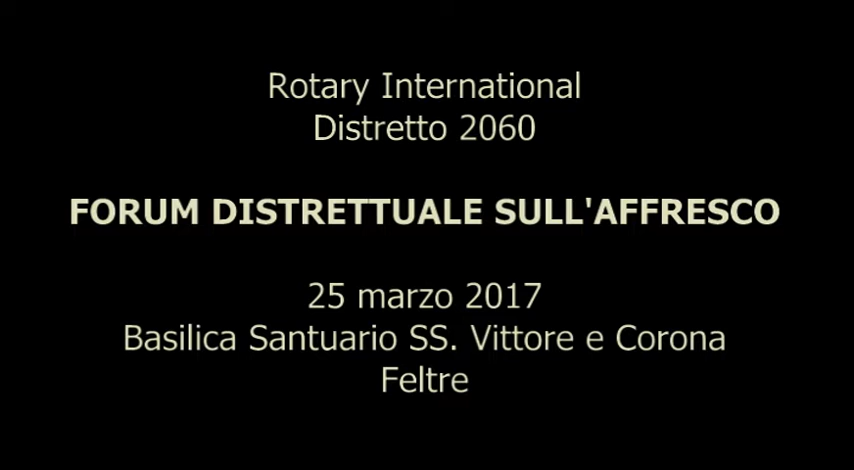 Rotary International
Distretto 2060
FORUM DISTRETTUALE SULL'AFFRESCO
25 marzo 2017
Basilica Santuario SS. Vittore e Corona
Feltre